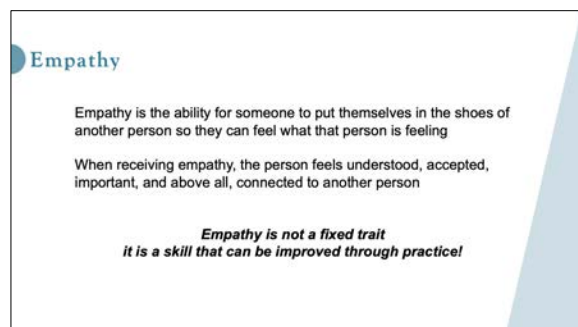 Empathy
Empathy is the ability for someone to put themselves in the shoes of
another person so they can feel what that person is feeling
When receiving empathy, the person feels understood, accepted,
important, and above all, connected to another person
Empathy is not a fixed trait
it is a skill that can be improved through practice!